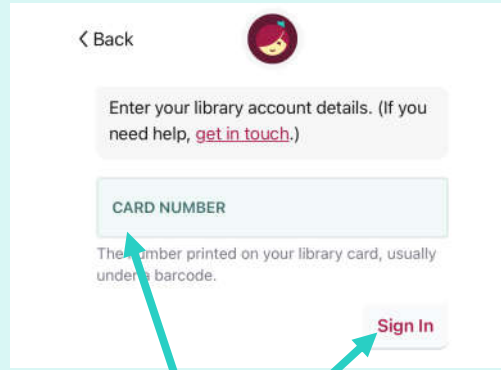 Back
Enter your library account details. (If you
need help, get in touch.)
CARD NUMBER
The number printed on your library card, usually
under a barcode.
Sign In